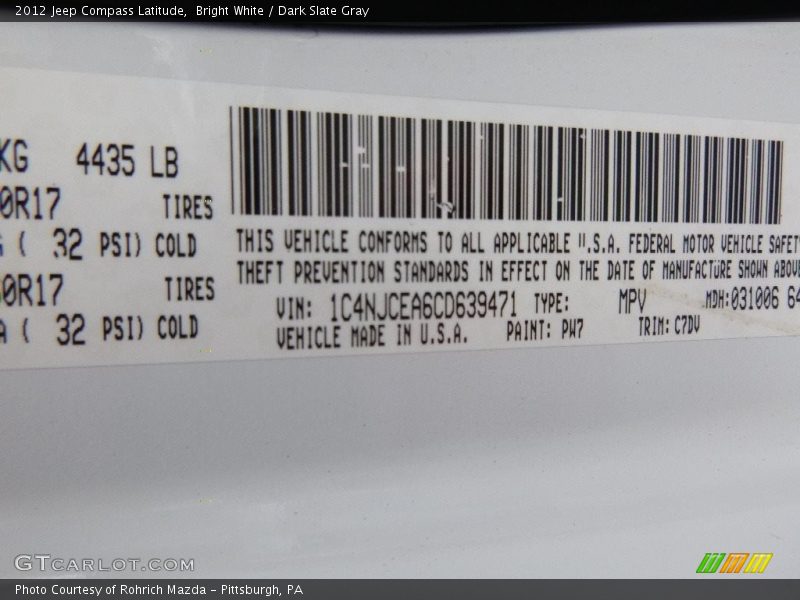 2012 Jeep Compass Latitude,  Bright White / Dark Slate Gray
KG 4435 LB
0R17 TIRES
( 32 PSI) COLD
0R17 TIRES
A ( 32 PSI) COLD
THIS VEHICLE CONFORMS TO ALL APPLICABLE U.S.A. FEDERAL MOTOR VEHICLE SAFETY
THEFT PREVENTION STANDARDS IN EFFECT ON THE DATE OF MANUFACTURE SHOWN ABOVE
VIN: 1C4NJCEA6CD639471 TYPE: MPV MDH:031006 64
VEHICLE MADE IN U.S.A. PAINT: PW7 TRIM: C7DV
GTCARLOT.COM
Photo Courtesy of Rohrich Mazda - Pittsburgh, PA